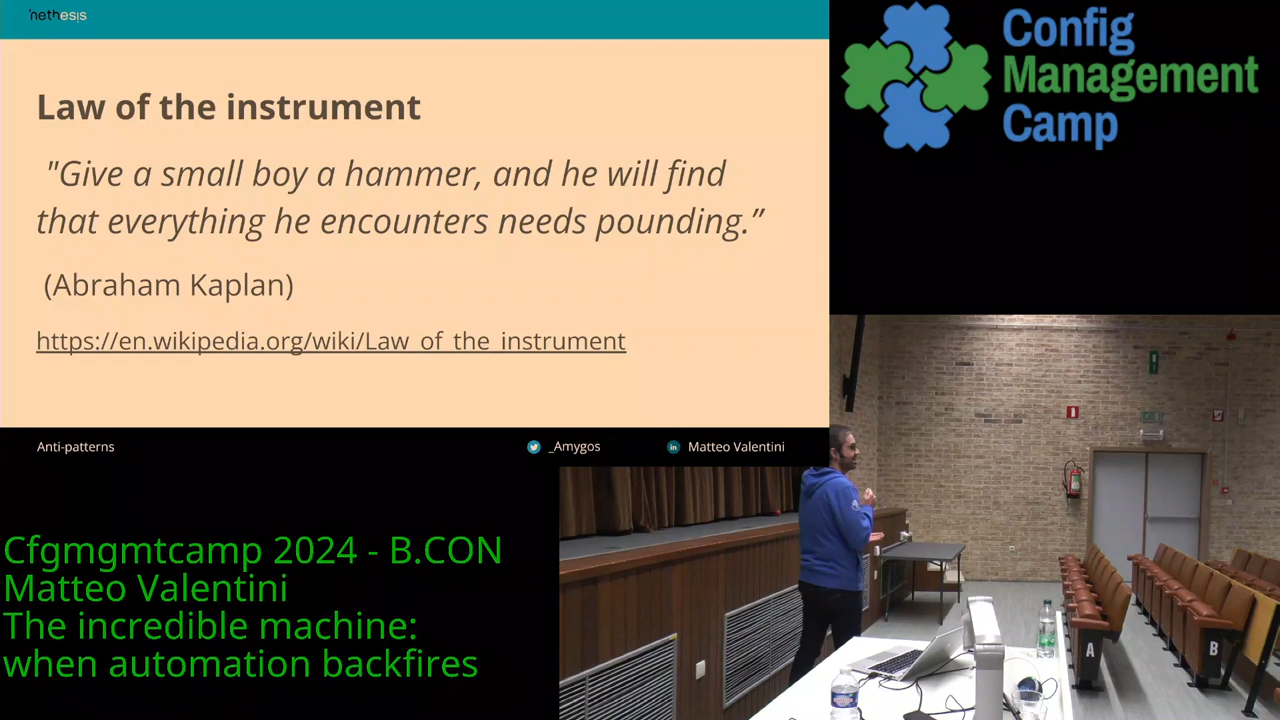 nethesis
Law of the instrument
"Give a small boy a hammer, and he will find
that everything he encounters needs pounding.”
(Abraham Kaplan)
https://en.wikipedia.org/wiki/Law_of_the_instrument
Anti-patterns
_Amygos
in
Matteo Valentini
Config
Management
Camp
Cfgmgmtcamp 2024 - B.CON
Matteo Valentini
The incredible machine:
when automation backfires
A
B